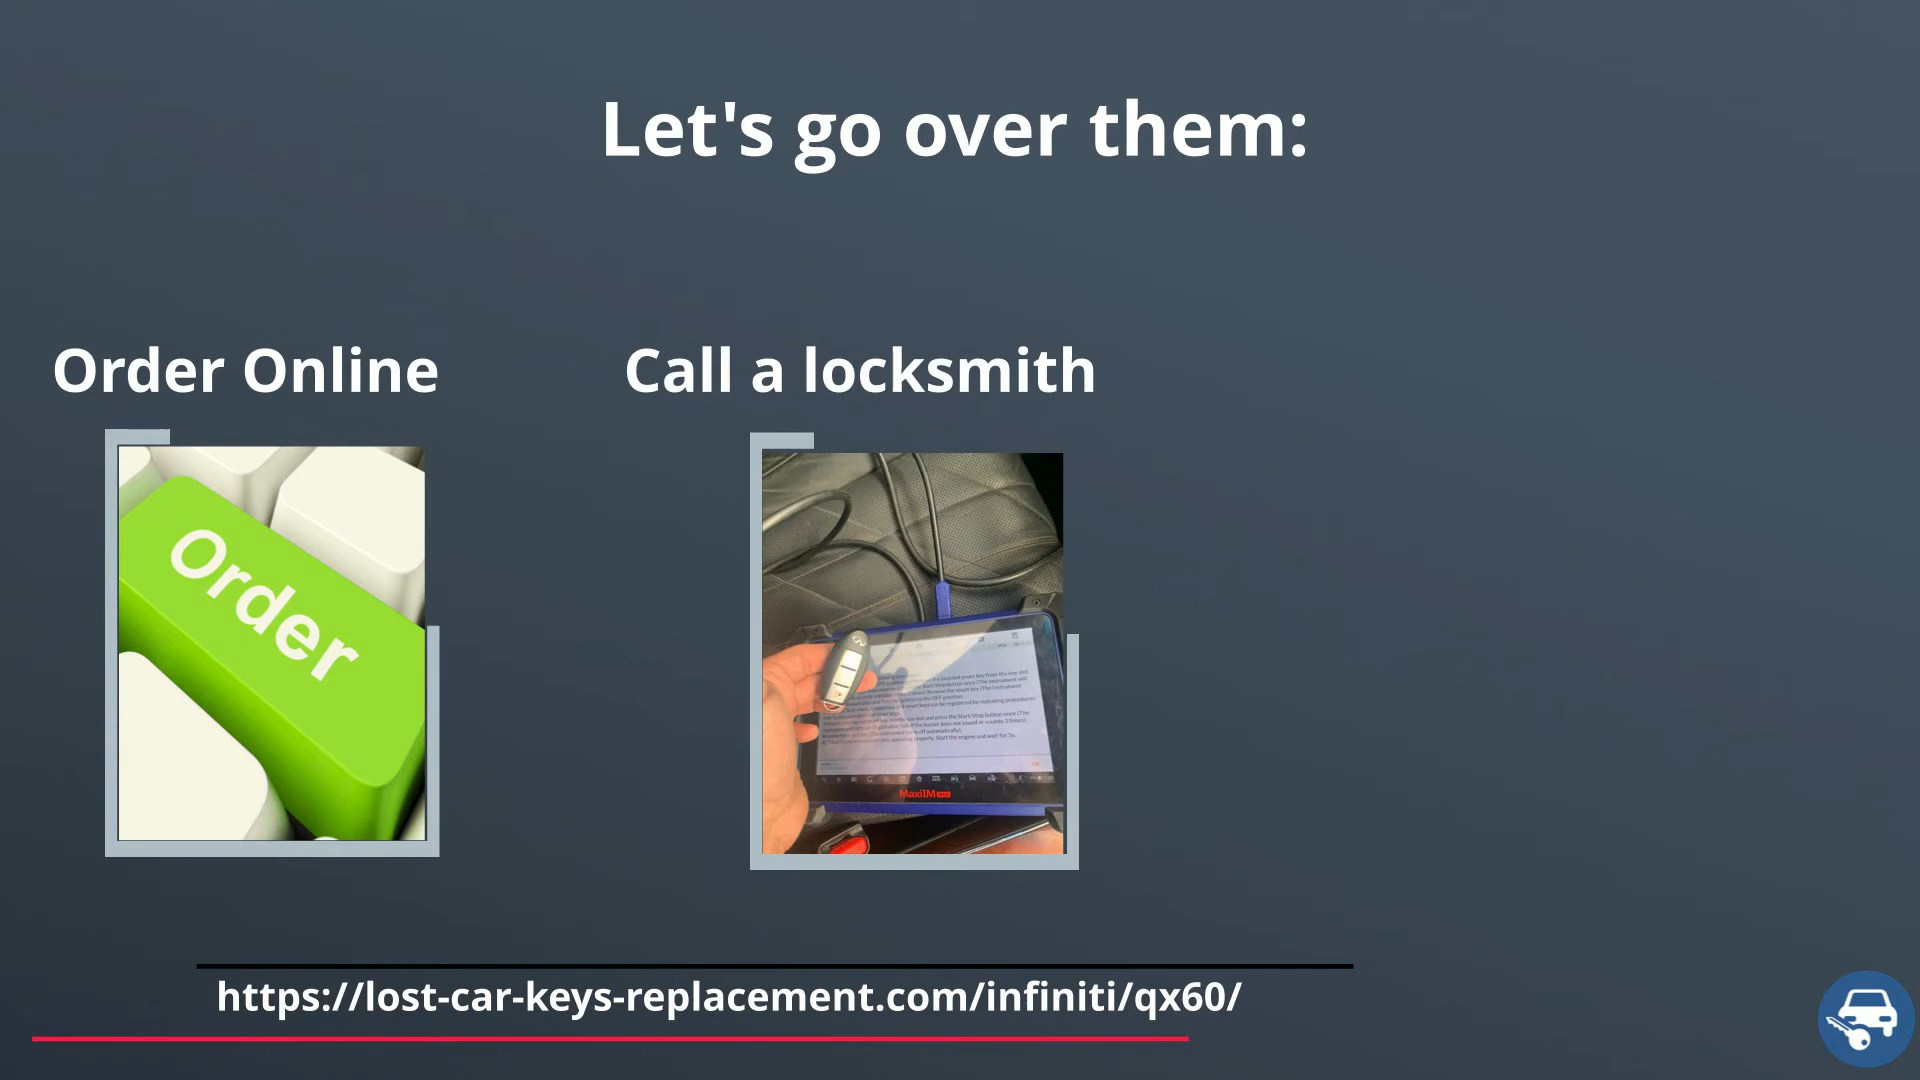 Let's go over them:
Order Online
Call a locksmith
Order
MaxiIM
https://lost-car-keys-replacement.com/infiniti/qx60/